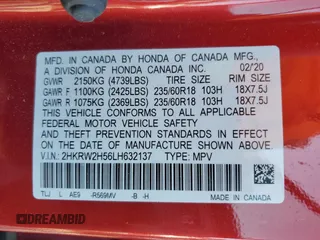 MFD. IN CANADA BY HONDA OF CANADA MFG.,
A DIVISION OF HONDA CANADA INC. 02/20
GVWR 2150KG (4739LBS) TIRE SIZE RIM SIZE
GAWR F 1100KG (2425LBS) 235/60R18 103H 18X7.5J
GAWR R 1075KG (2369LBS) 235/60R18 103H 18X7.5J
THIS VEHICLE CONFORMS TO ALL APPLICABLE
FEDERAL MOTOR VEHICLE SAFETY AND
THEFT PREVENTION STANDARDS IN EFFECT ON
THE DATE OF MANUFACTURE SHOWN ABOVE.
V.I.N.: 2HKRW2H56LH632137 TYPE: MPV
TLJ L AE9 -R569MV -B -H
DREAMBID